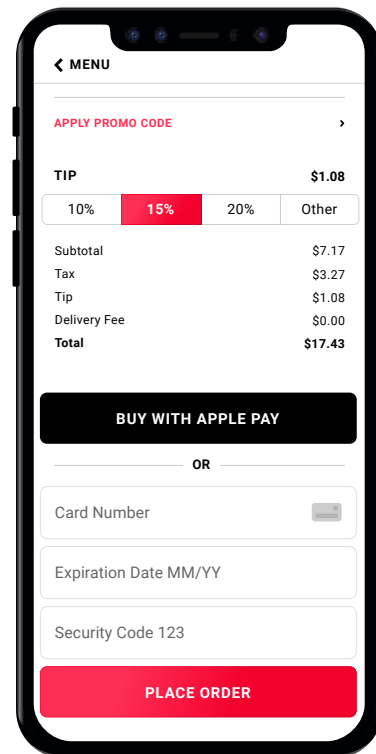 MENU
APPLY PROMO CODE
TIP $1.08
10% 15% 20% Other
Subtotal $7.17
Tax $3.27
Tip $1.08
Delivery Fee $0.00
Total $17.43
BUY WITH APPLE PAY
OR
Card Number
Expiration Date MM/YY
Security Code 123
PLACE ORDER